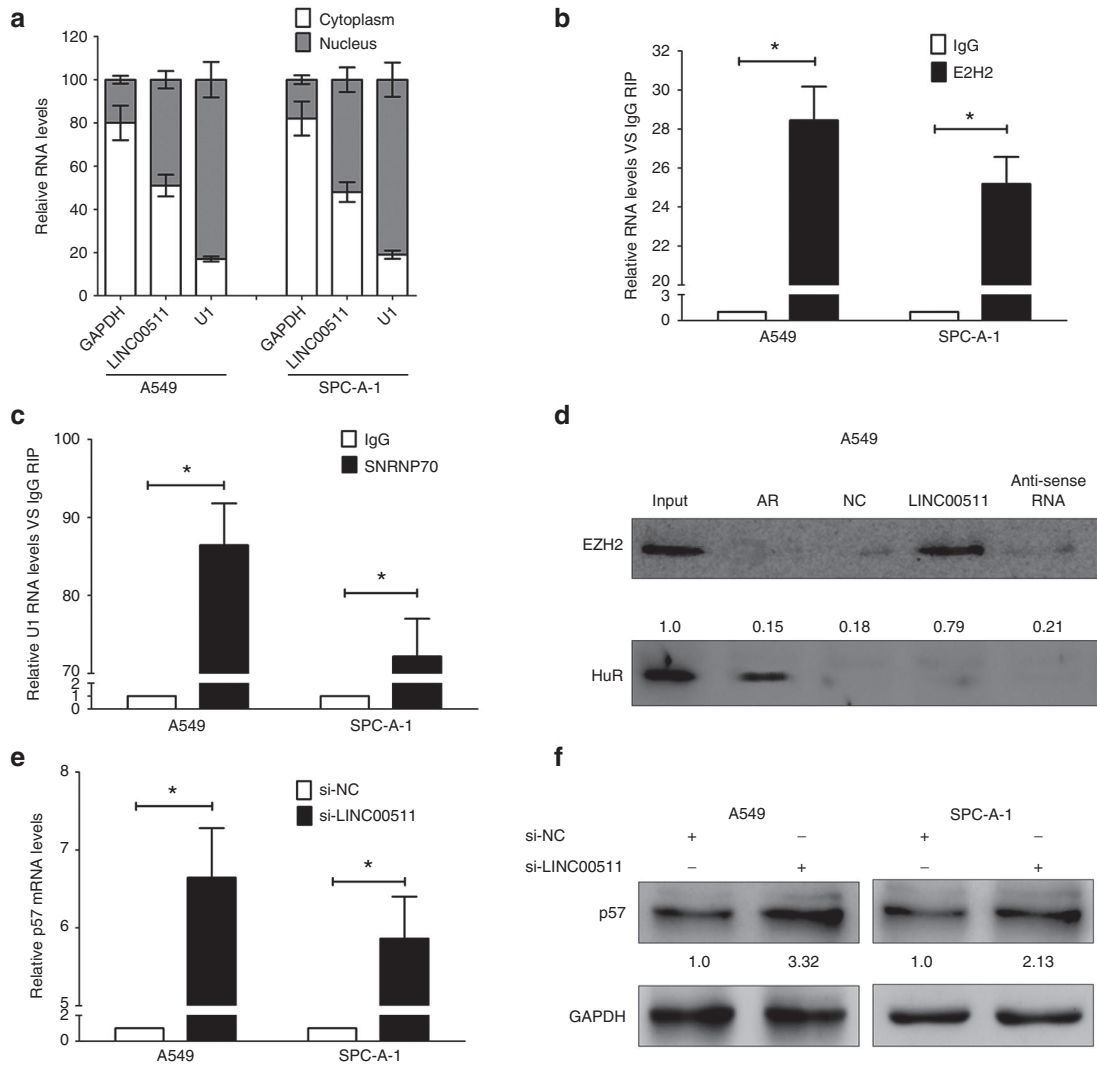 a
Cytoplasm
Nucleus
Relaive RNA levels
120
100
80
60
40
20
0
GAPDH
LINC00511
U1
GAPDH
LINC00511
U1
A549
SPC-A-1
b
IgG
E2H2
Relative RNA levels VS IgG RIP
32
30
28
26
24
22
20
3
0
*
*
A549
SPC-A-1
c
IgG
SNRNP70
Relative U1 RNA levels VS IgG RIP
100
90
80
70
2
1
0
*
*
A549
SPC-A-1
d
A549
Input AR NC LINC00511 Anti-sense RNA
EZH2
1.0 0.15 0.18 0.79 0.21
HuR
e
si-NC
si-LINC00511
Relative p57 mRNA levels
8
7
6
5
2
0
*
*
A549
SPC-A-1
f
A549 SPC-A-1
si-NC + – + –
si-LINC00511 – + – +
p57
1.0 3.32 1.0 2.13
GAPDH